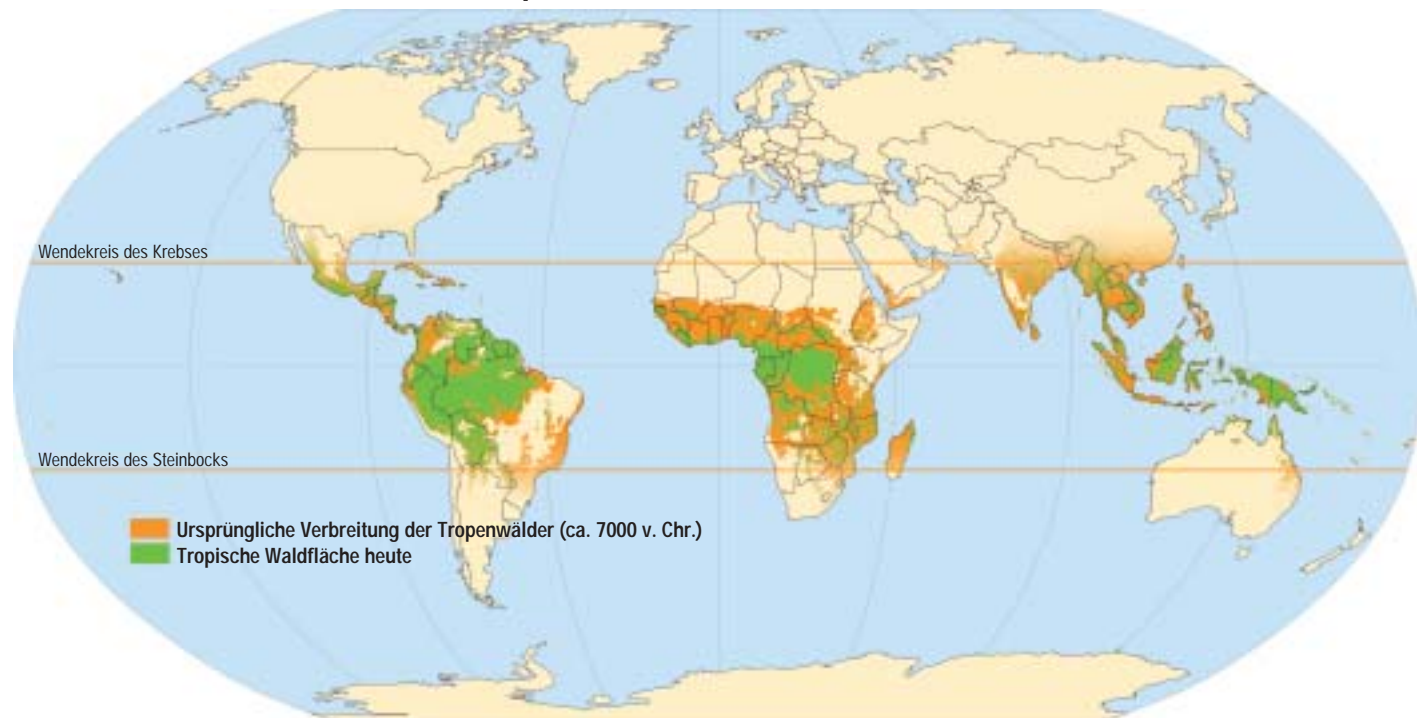 Wendekreis des Krebses
Wendekreis des Steinbocks
Ursprüngliche Verbreitung der Tropenwälder (ca. 7000 v. Chr.)
Tropische Waldfläche heute